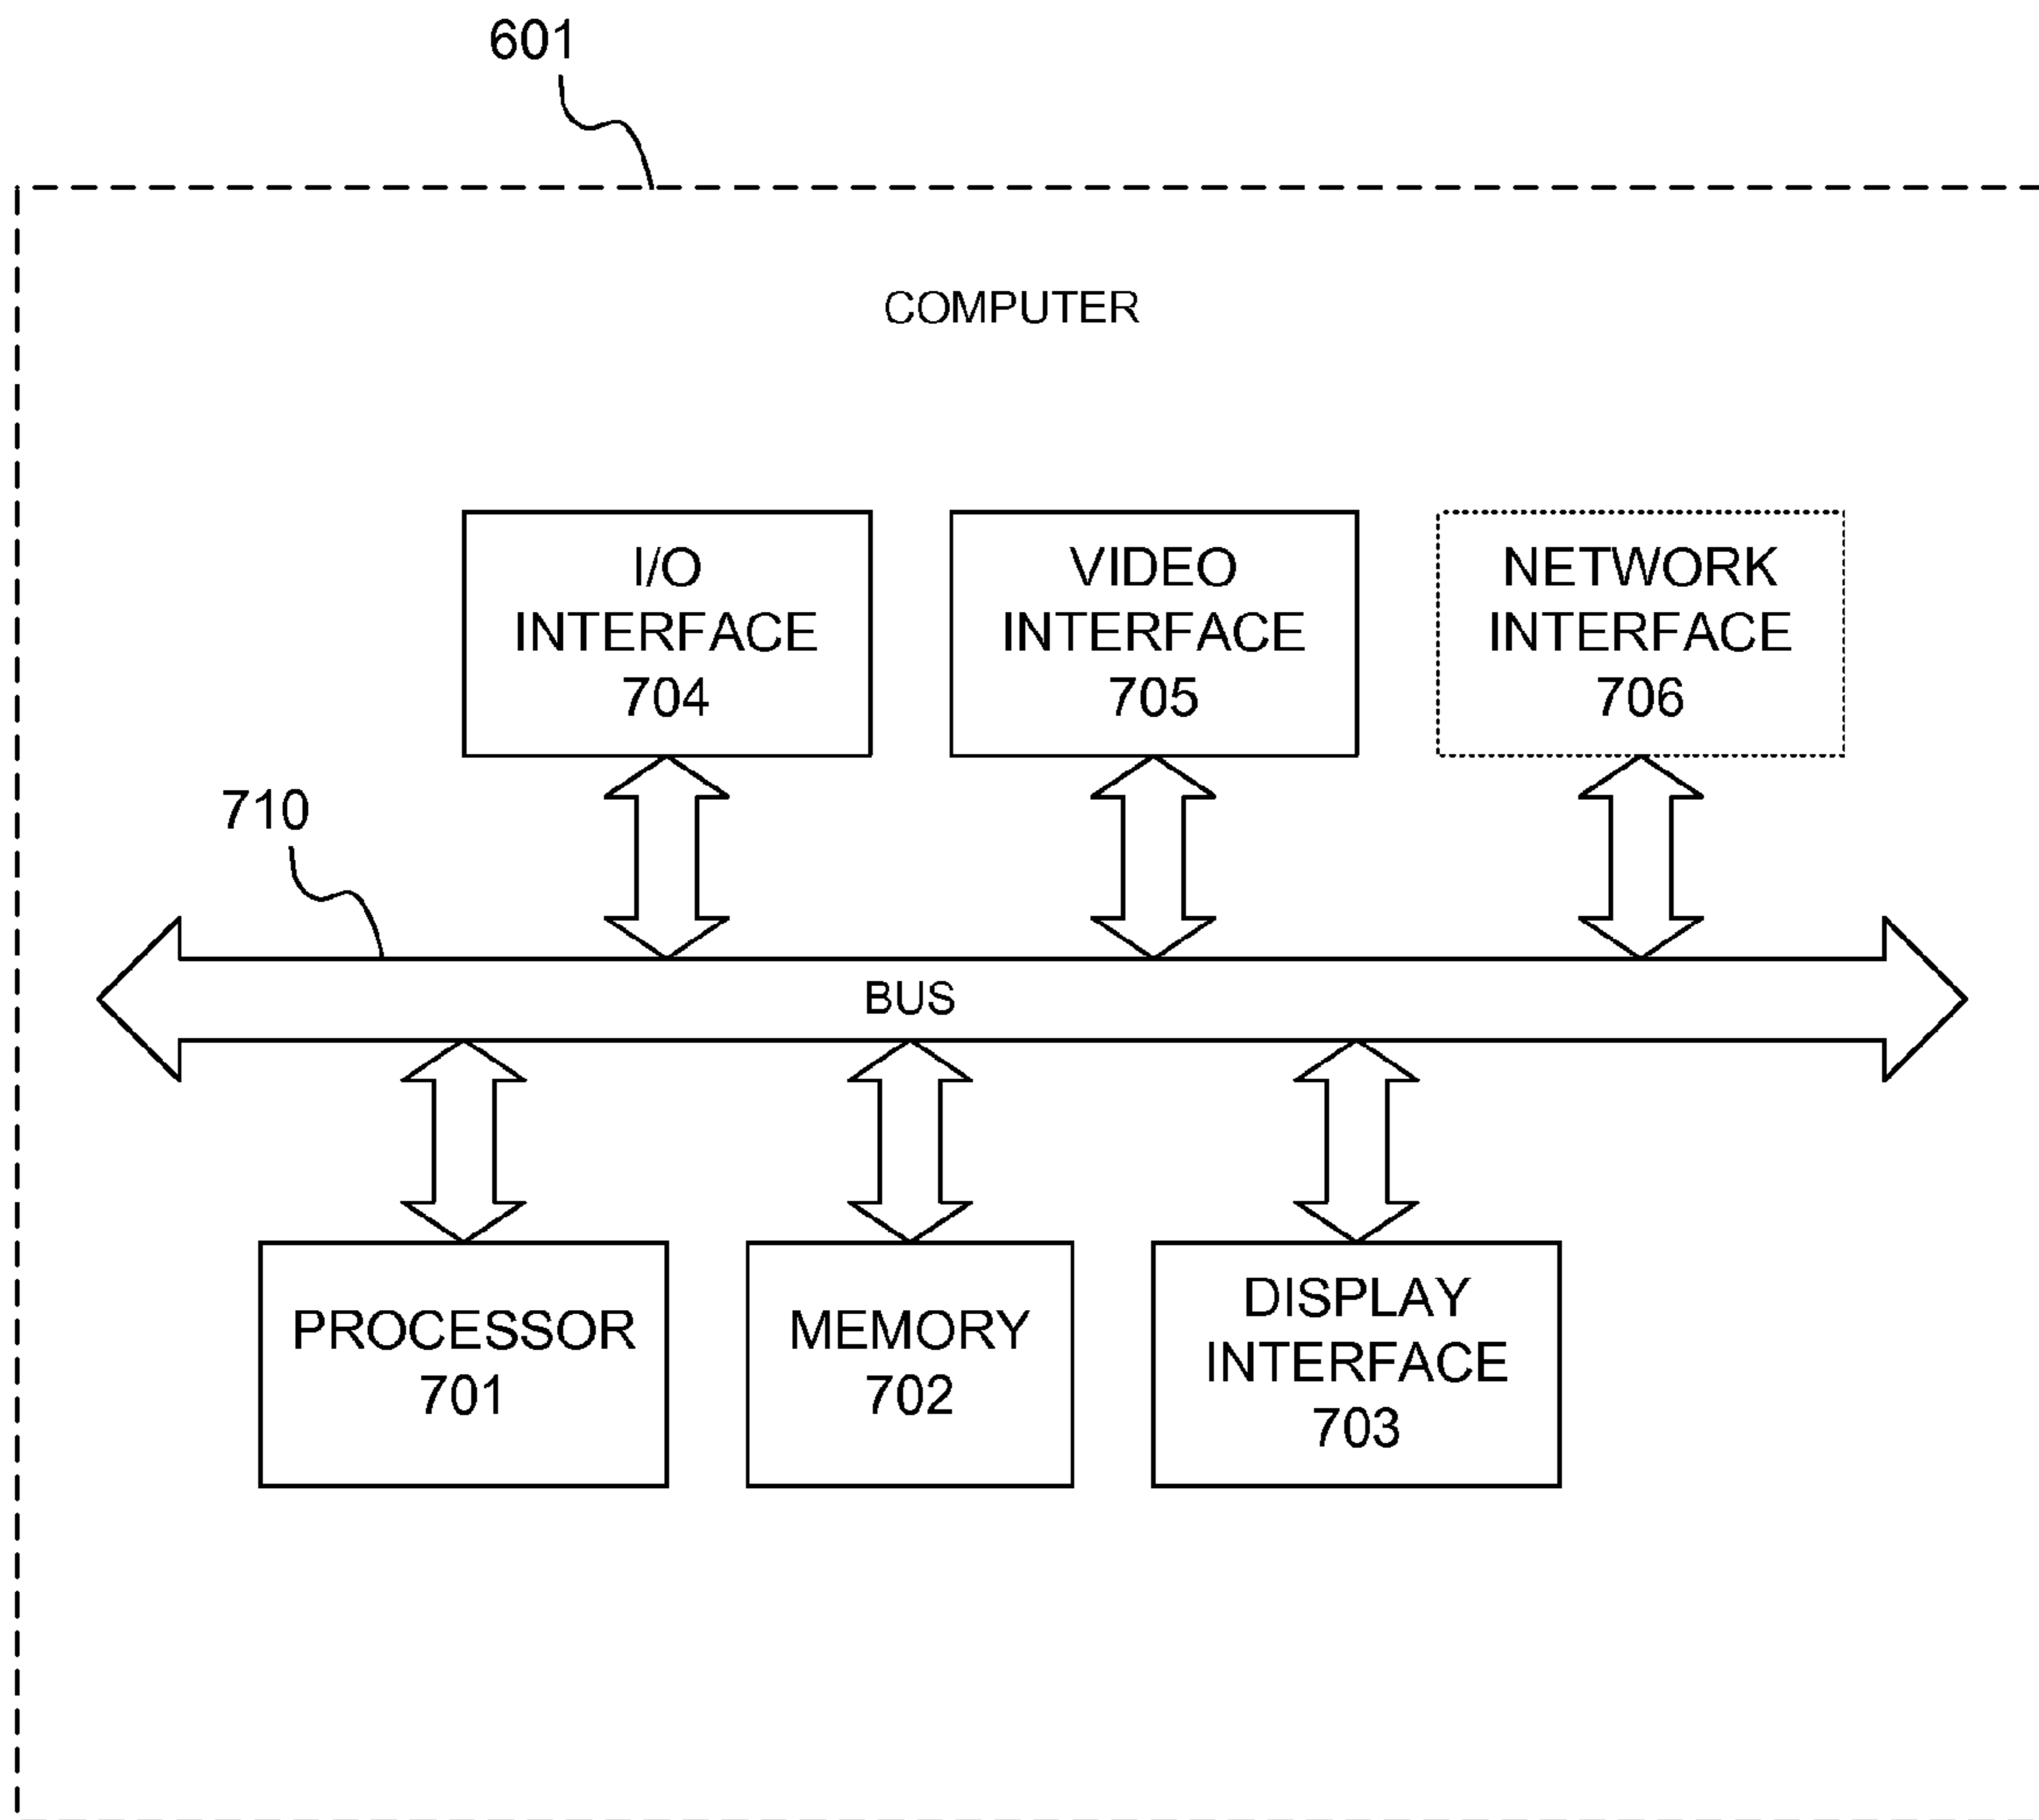 601
COMPUTER
I/O
INTERFACE
704
VIDEO
INTERFACE
705
NETWORK
INTERFACE
706
710
BUS
PROCESSOR
701
MEMORY
702
DISPLAY
INTERFACE
703